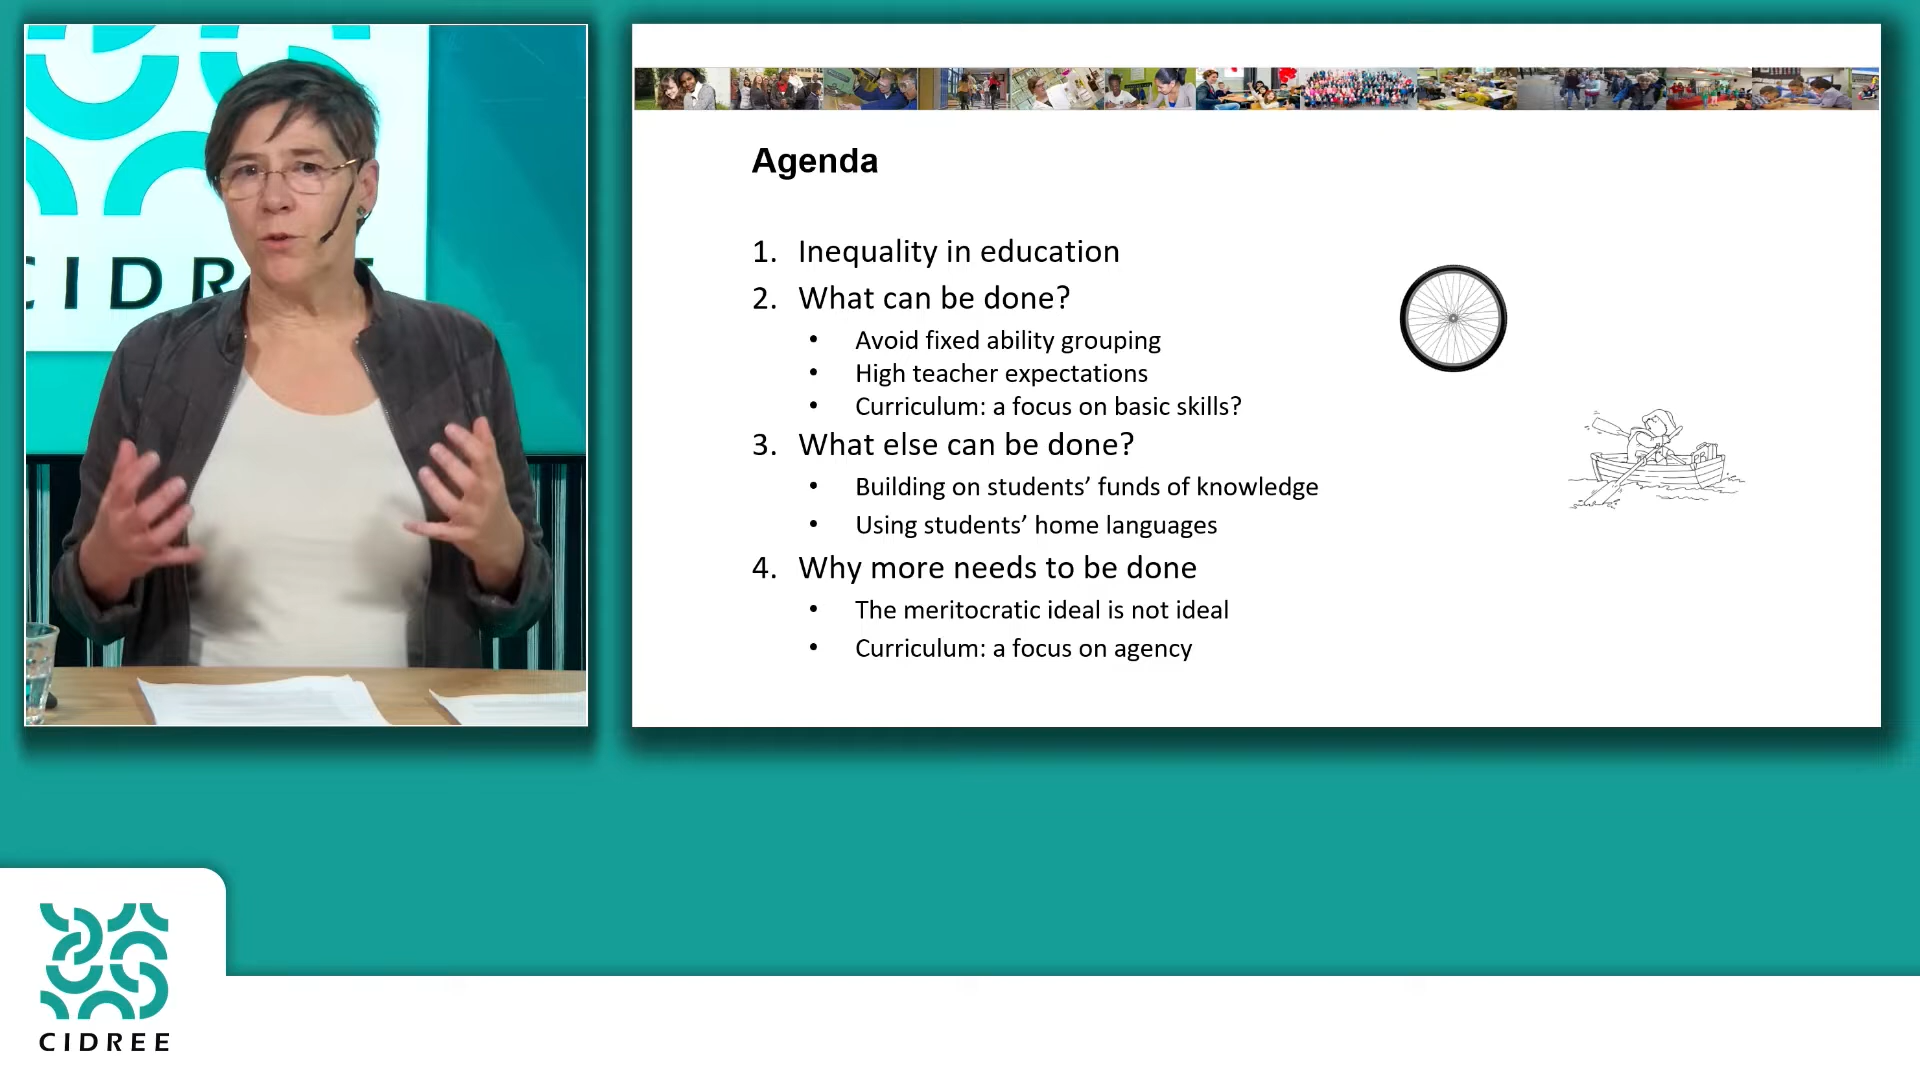 CIDRE
Agenda
1. Inequality in education
2. What can be done?
• Avoid fixed ability grouping
• High teacher expectations
• Curriculum: a focus on basic skills?
3. What else can be done?
• Building on students’ funds of knowledge
• Using students’ home languages
4. Why more needs to be done
• The meritocratic ideal is not ideal
• Curriculum: a focus on agency
CIDREE